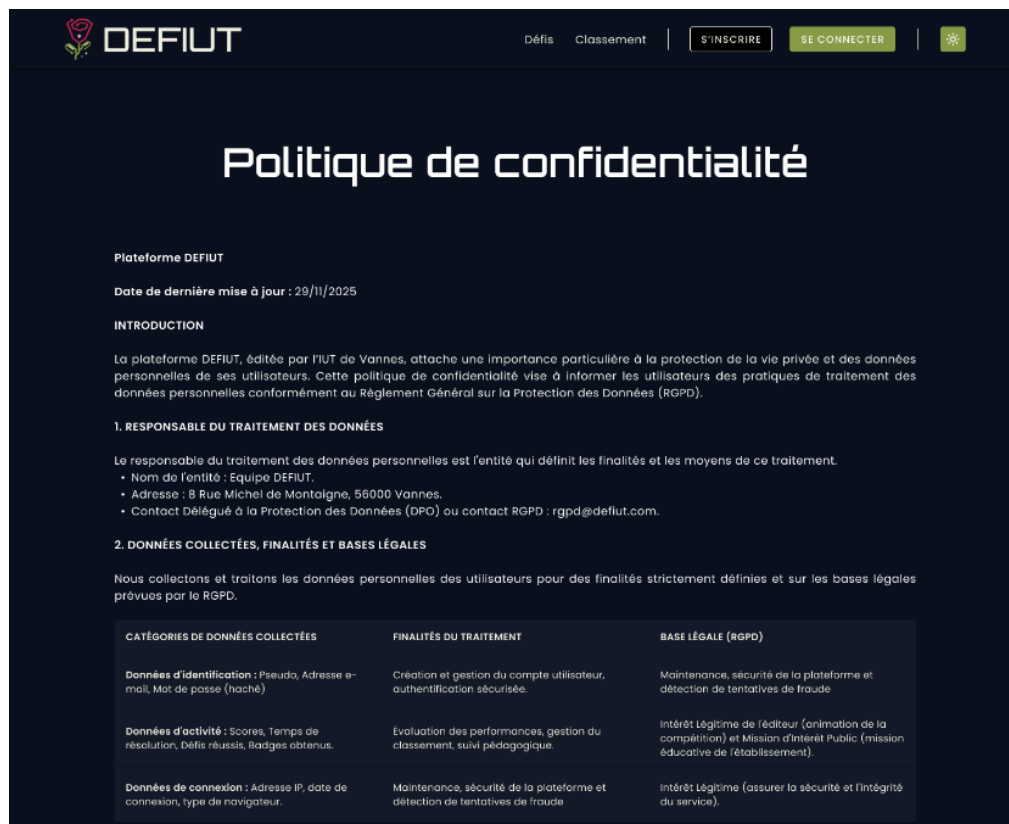 DEFIUT
Défis Classement S'INSCRIRE SE CONNECTER
Politique de confidentialité
Plateforme DEFIUT
Date de dernière mise à jour : 29/11/2025
INTRODUCTION
La plateforme DEFIUT, éditée par l'IUT de Vannes, attache une importance particulière à la protection de la vie privée et des données
personnelles de ses utilisateurs. Cette politique de confidentialité vise à informer les utilisateurs des pratiques de traitement des
données personnelles conformément au Règlement Général sur la Protection des Données (RGPD).
1. RESPONSABLE DU TRAITEMENT DES DONNÉES
Le responsable du traitement des données personnelles est l'entité qui définit les finalités et les moyens de ce traitement.
• Nom de l'entité : Equipe DEFIUT.
• Adresse : 8 Rue Michel de Montaigne, 56000 Vannes.
• Contact Délégué à la Protection des Données (DPO) ou contact RGPD : rgpd@defiut.com.
2. DONNÉES COLLECTÉES, FINALITÉS ET BASES LÉGALES
Nous collectons et traitons les données personnelles des utilisateurs pour des finalités strictement définies et sur les bases légales
prévues par le RGPD.
CATÉGORIES DE DONNÉES COLLECTÉES
FINALITÉS DU TRAITEMENT
BASE LÉGALE (RGPD)
Données d'identification : Pseudo, Adresse e-
mail, Mot de passe (haché)
Création et gestion du compte utilisateur,
authentification sécurisée.
Maintenance, sécurité de la plateforme et
détection de tentatives de fraude
Données d'activité : Scores, Temps de
résolution, Défis réussis, Badges obtenus.
Évaluation des performances, gestion du
classement, suivi pédagogique.
Intérêt Légitime de l'éditeur (animation de la
compétition) et Mission d'Intérêt Public (mission
éducative de l'établissement).
Données de connexion : Adresse IP, date de
connexion, type de navigateur.
Maintenance, sécurité de la plateforme et
détection de tentatives de fraude
Intérêt Légitime (assurer la sécurité et l'intégrité
du service).